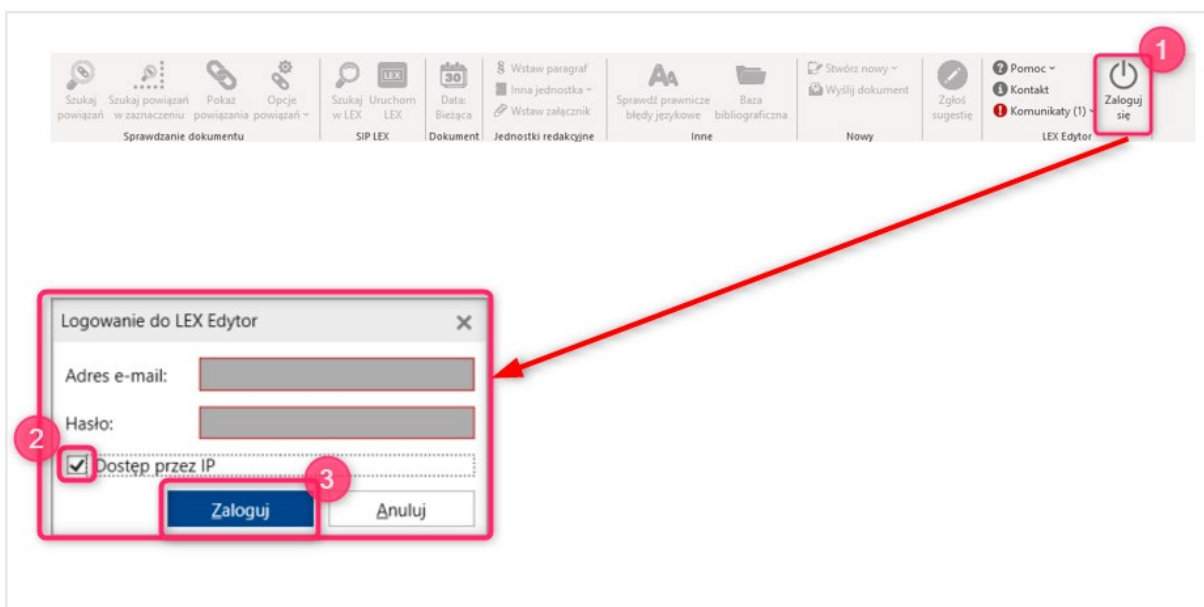 1
Szukaj powiązań
Szukaj powiązań w zaznaczeniu
Pokaż powiązania
Opcje powiązań
Sprawdzanie dokumentu
Szukaj w LEX
LEX
Uruchom LEX
SIP LEX
30
Data: Bieżąca
Dokument
§ Wstaw paragraf
Inna jednostka
Wstaw załącznik
Jednostki redakcyjne
Sprawdź prawnicze błędy językowe
Baza bibliograficzna
Inne
Stwórz nowy
Wyślij dokument
Nowy
Zgłoś sugestię
Pomoc
Kontakt
Komunikaty (1)
Zaloguj się
LEX Edytor
Logowanie do LEX Edytor
Adres e-mail:
Hasło:
2
Dostęp przez IP
3
Zaloguj
Anuluj